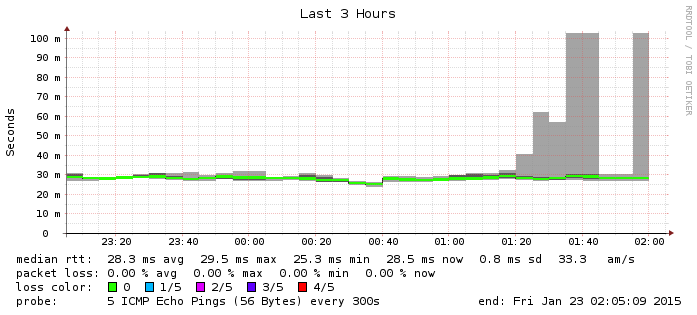 Last 3 Hours
RRDTOOL / TOBI OETIKER
Seconds
100 m
90 m
80 m
70 m
60 m
50 m
40 m
30 m
20 m
10 m
0
23:20 23:40 00:00 00:20 00:40 01:00 01:20 01:40 02:00
median rtt: 28.3 ms avg 29.5 ms max 25.3 ms min 28.5 ms now 0.8 ms sd 33.3 am/s
packet loss: 0.00 % avg 0.00 % max 0.00 % min 0.00 % now
loss color: 0 1/5 2/5 3/5 4/5
probe: 5 ICMP Echo Pings (56 Bytes) every 300s end: Fri Jan 23 02:05:09 2015